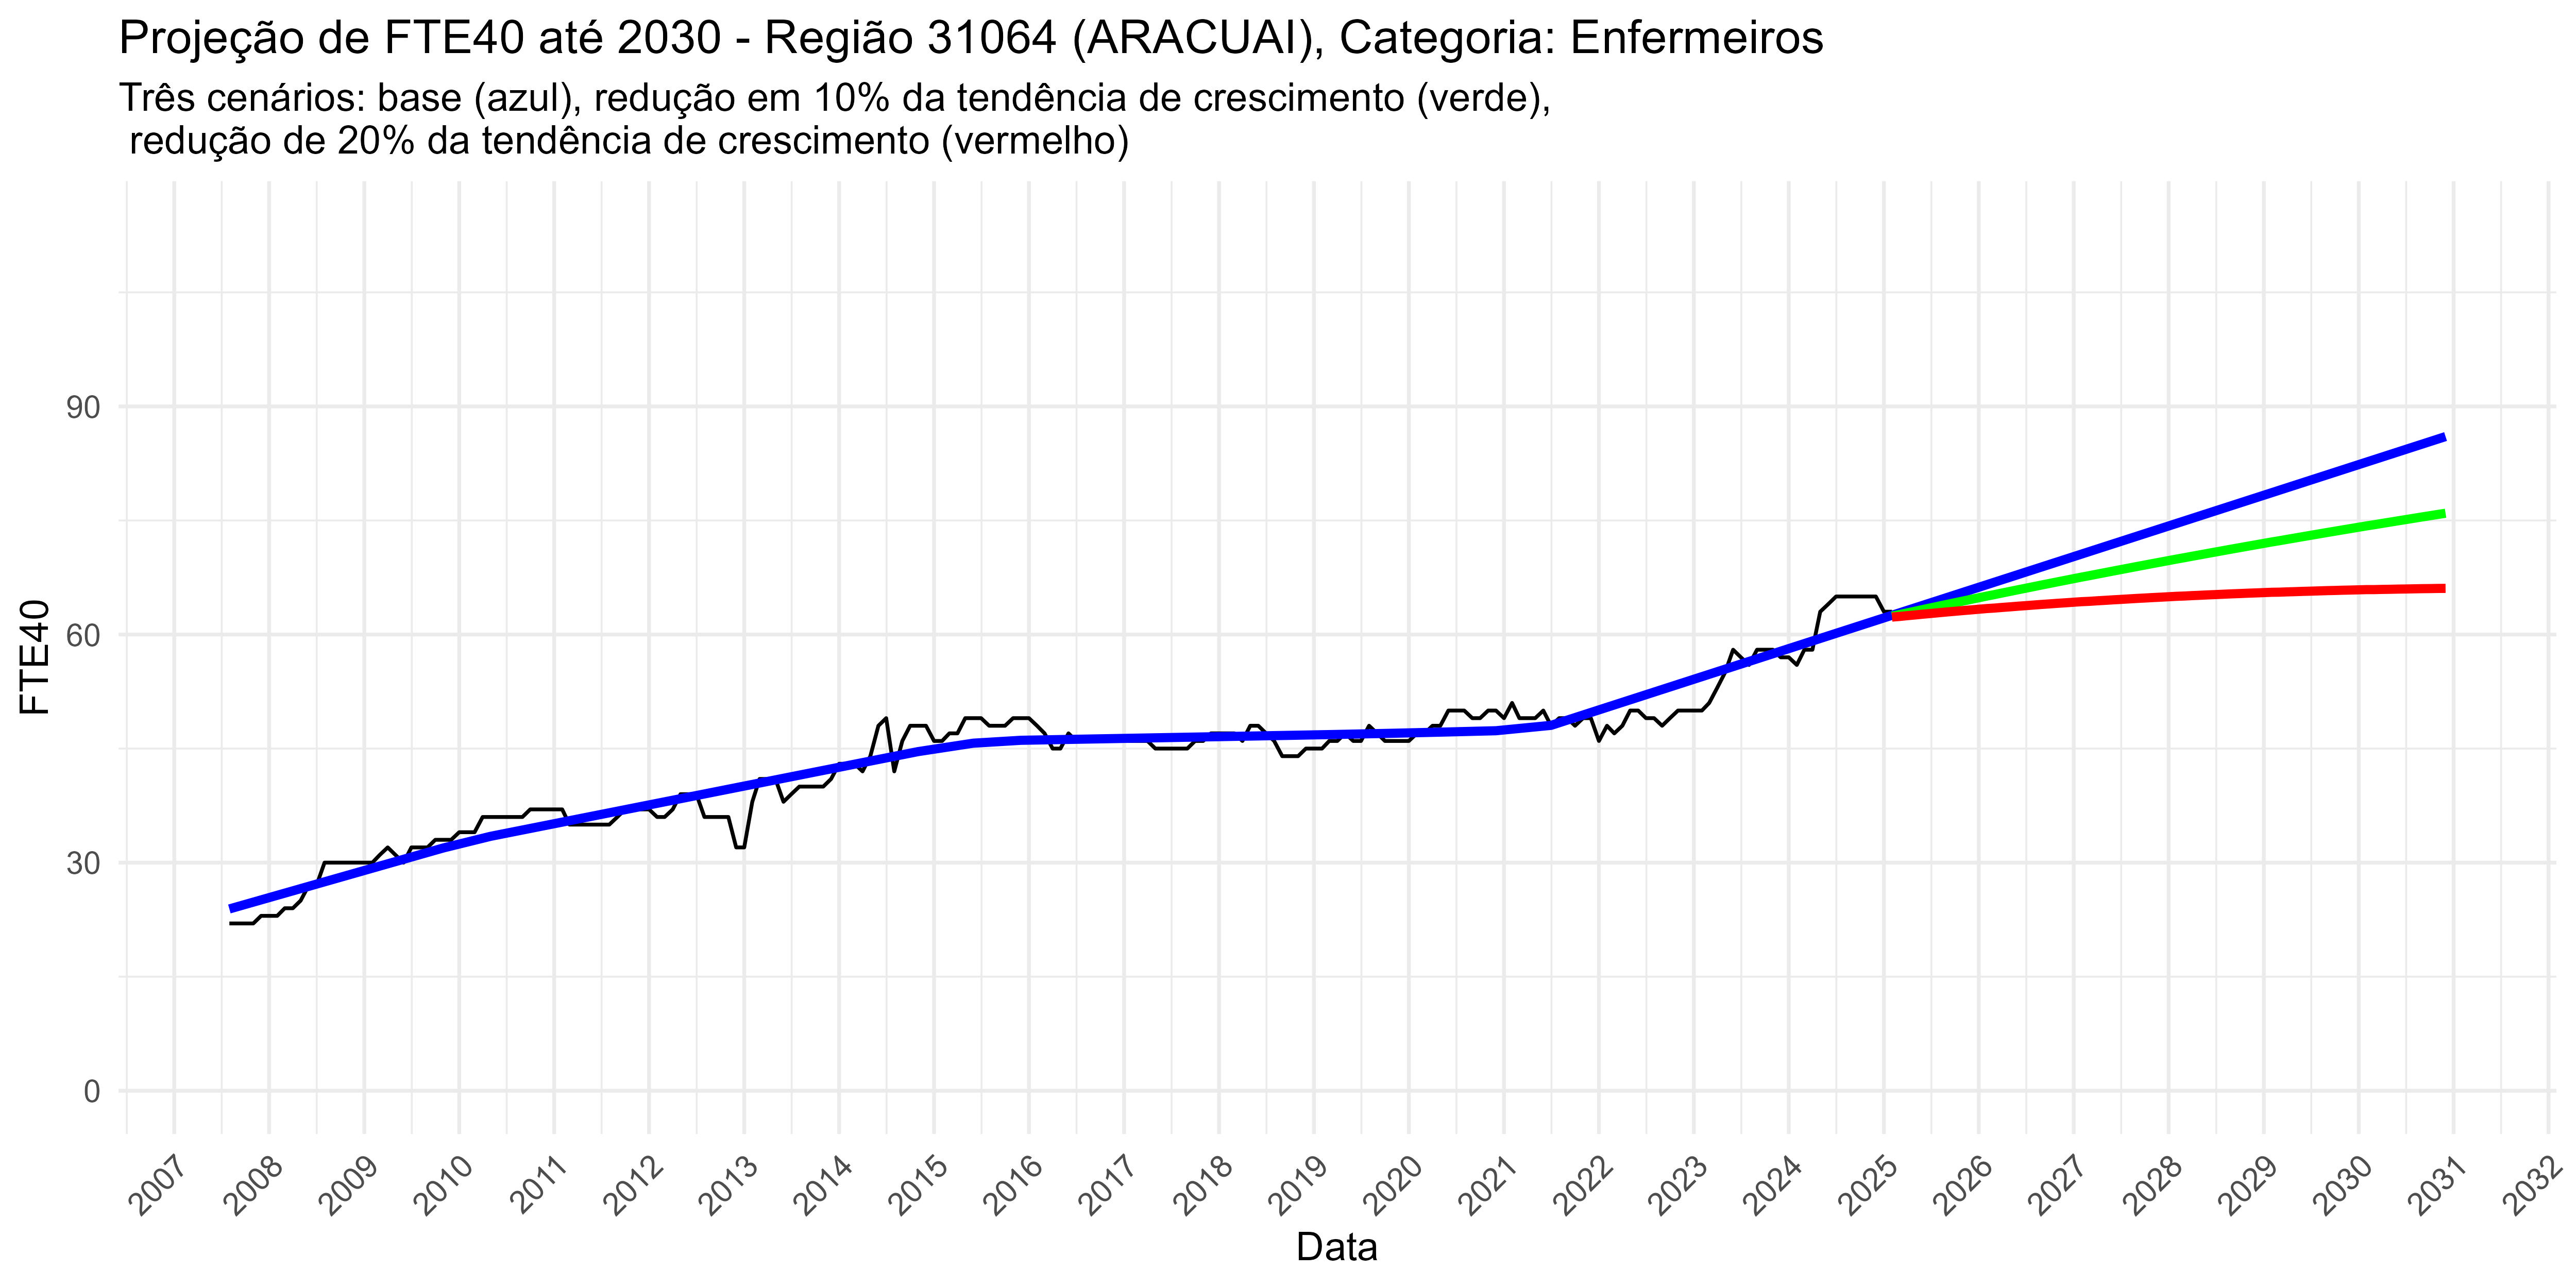 Projeção de FTE40 até 2030 - Região 31064 (ARACUAI), Categoria: Enfermeiros
Três cenários: base (azul), redução em 10% da tendência de crescimento (verde),
redução de 20% da tendência de crescimento (vermelho)
FTE40
90
60
30
0
2007 2008 2009 2010 2011 2012 2013 2014 2015 2016 2017 2018 2019 2020 2021 2022 2023 2024 2025 2026 2027 2028 2029 2030 2031 2032
Data